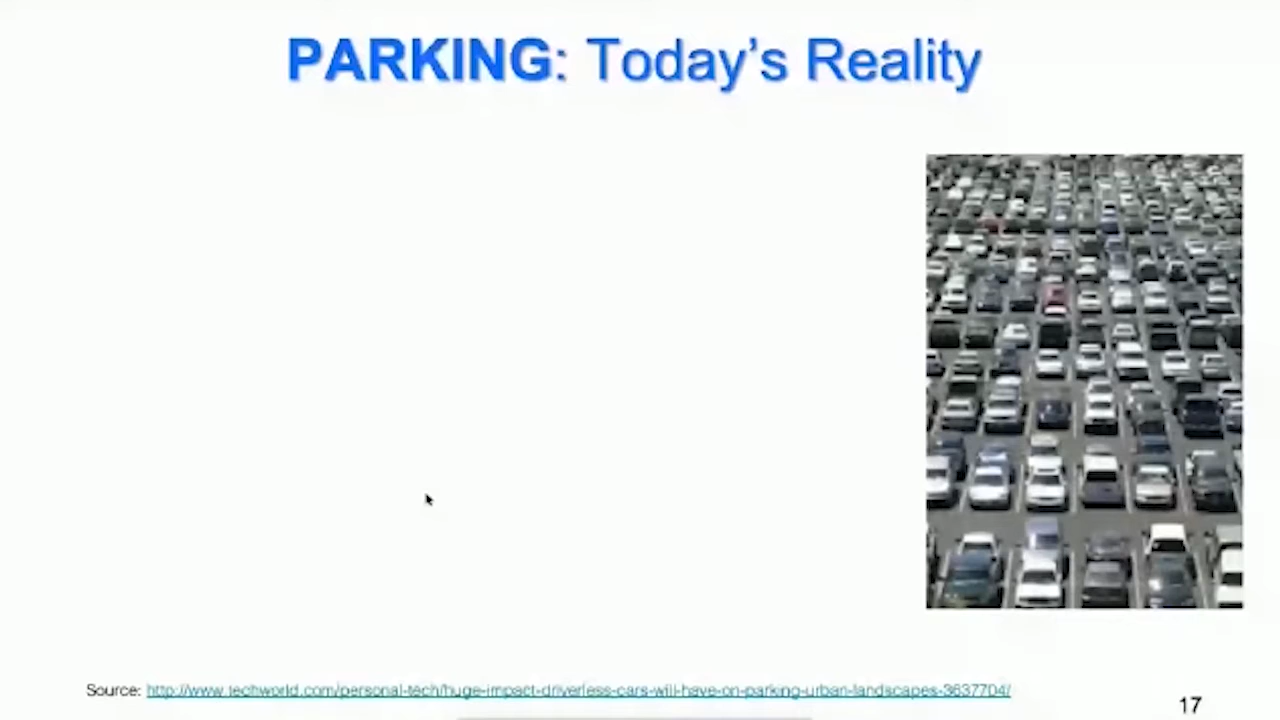 PARKING: Today's Reality
Source: http://www.techworld.com/personal-tech/huge-impact-driverless-cars-will-have-on-parking-urban-landscapes-3637704/
17